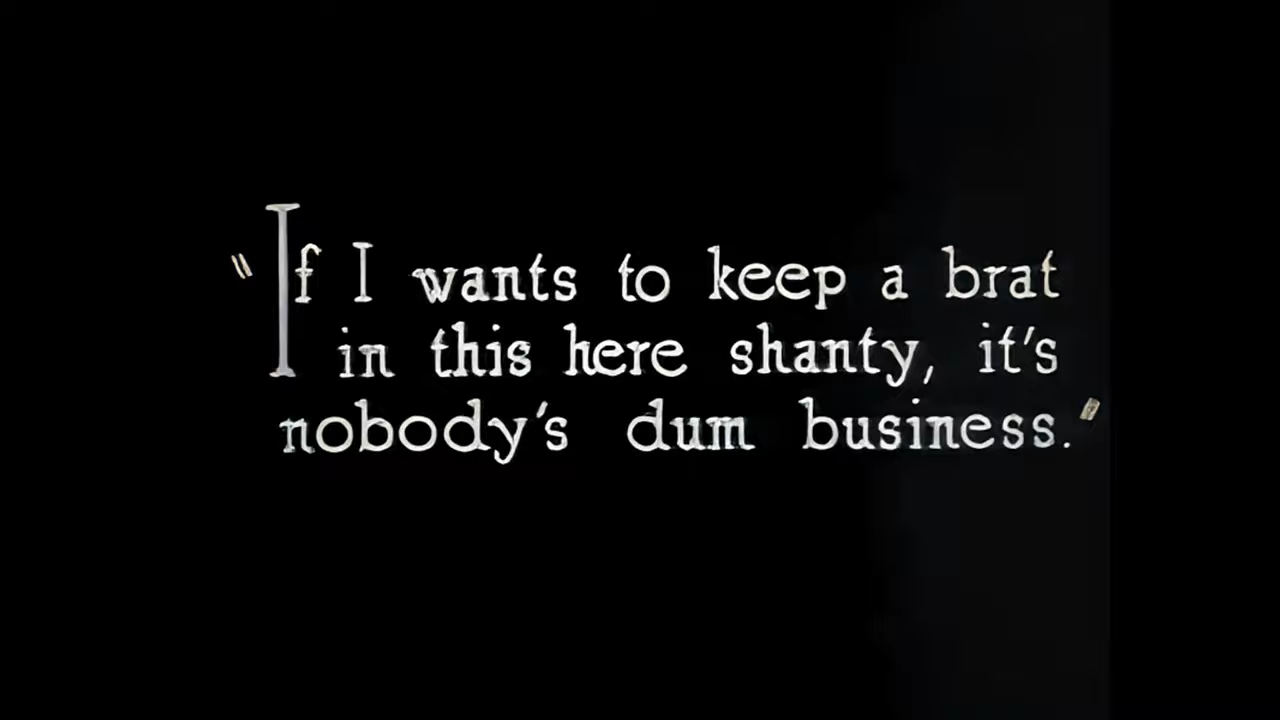 "If I wants to keep a brat
in this here shanty, it's
nobody's dum business."